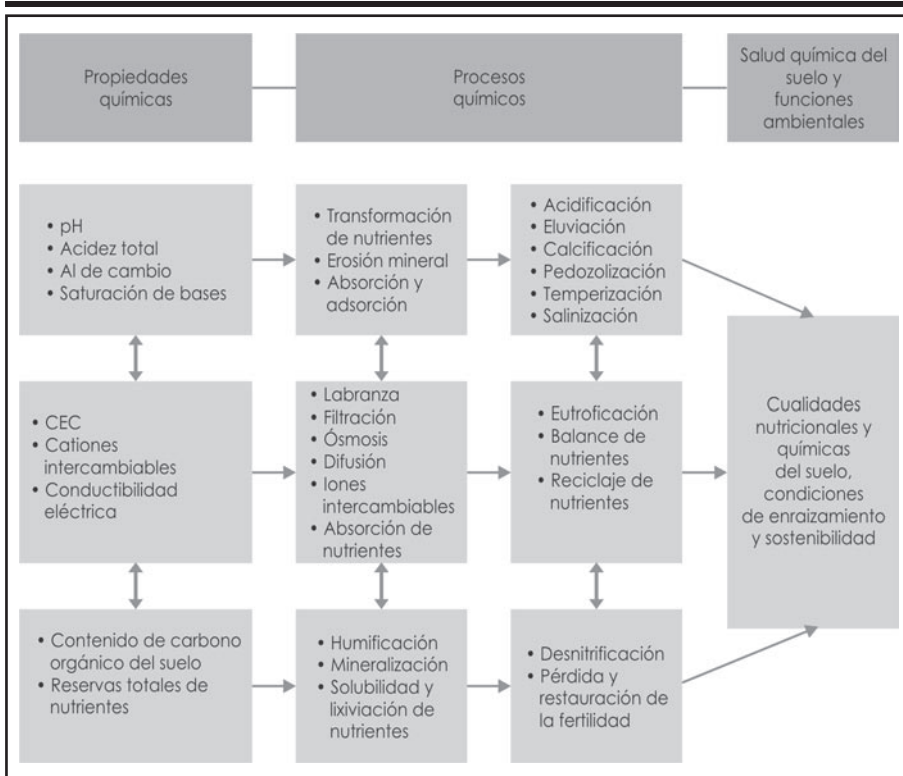 Propiedades
químicas
Procesos
químicos
Salud química del
suelo y
funciones
ambientales
• pH
• Acidez total
• Al de cambio
• Saturación de bases
• Transformación
de nutrientes
• Erosión mineral
• Absorción y
adsorción
• Acidificación
• Eluviación
• Calcificación
• Pedozolización
• Temperización
• Salinización
• CEC
• Cationes
intercambiables
• Conductibilidad
eléctrica
• Labranza
• Filtración
• Ósmosis
• Difusión
• Iones
intercambiables
• Absorción de
nutrientes
• Eutroficación
• Balance de
nutrientes
• Reciclaje de
nutrientes
Cualidades
nutricionales y
químicas
del suelo,
condiciones
de enraizamiento
y sostenibilidad
• Contenido de carbono
orgánico del suelo
• Reservas totales de
nutrientes
• Humificación
• Mineralización
• Solubilidad y
lixiviación de
nutrientes
• Desnitrificación
• Pérdida y
restauración de
la fertilidad